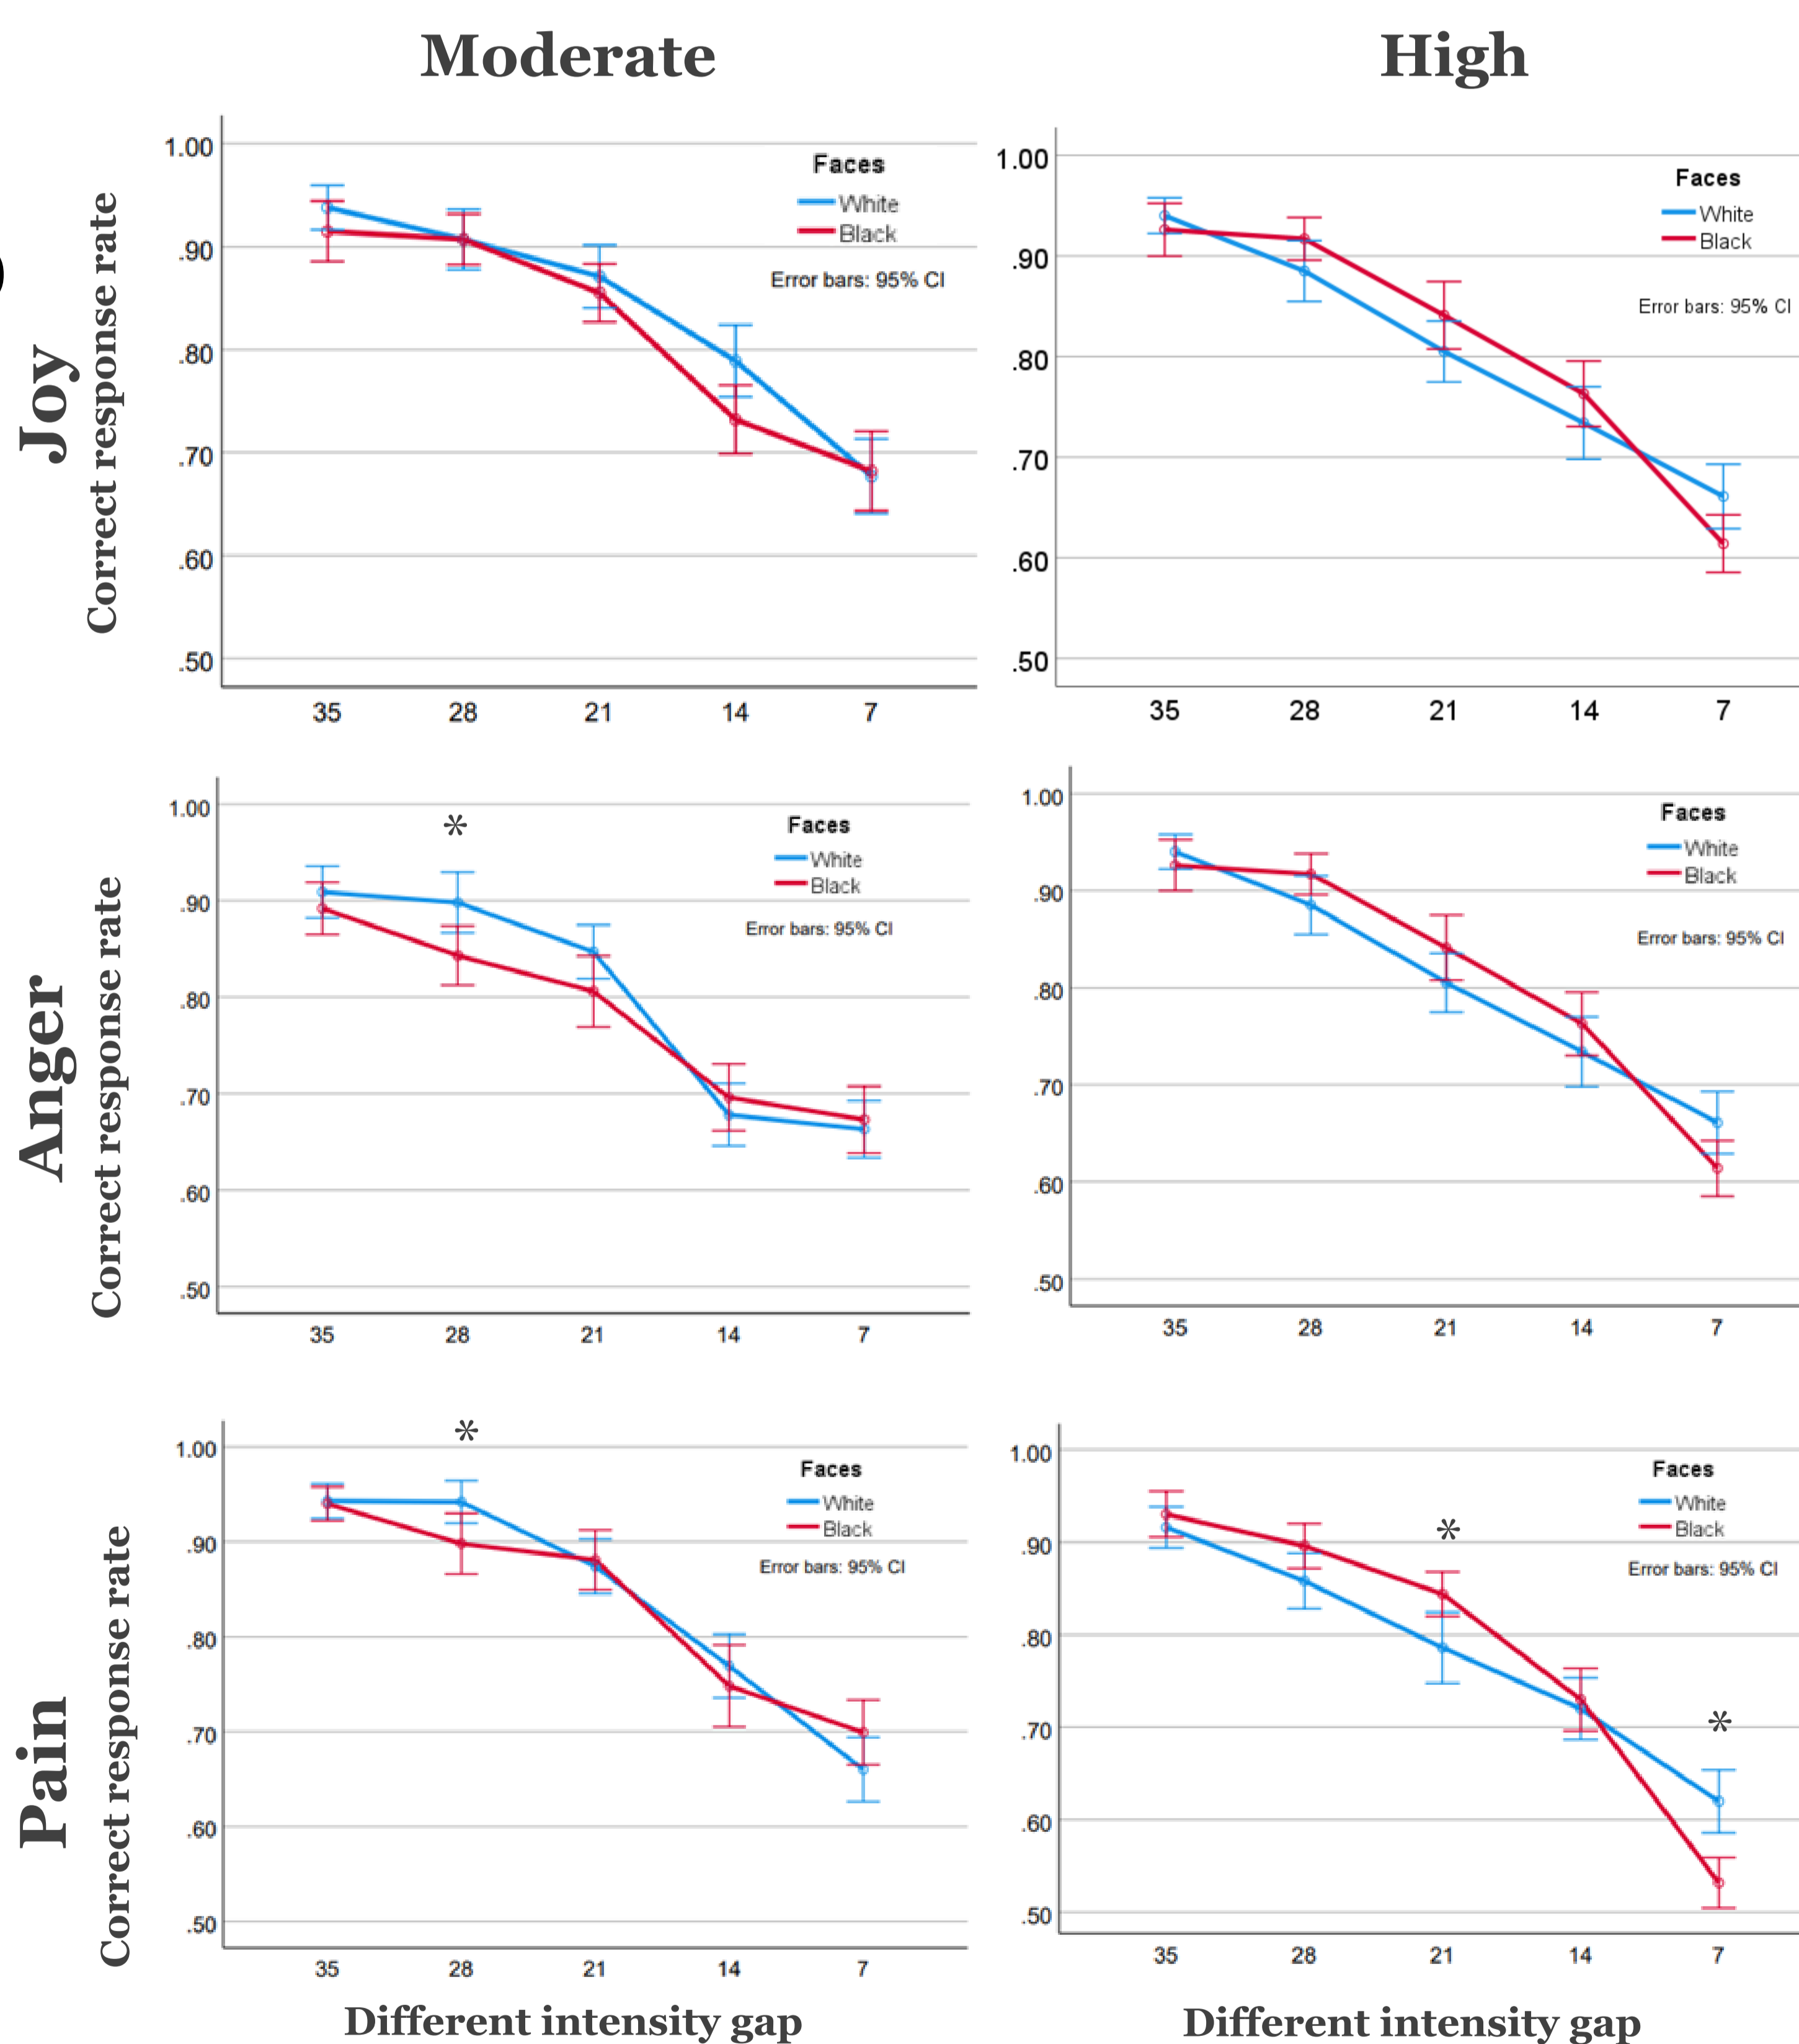 Moderate
High
Joy
Correct response rate
1.00
.90
.80
.70
.60
.50
Faces
White
Black
Error bars: 95% CI
35 28 21 14 7
1.00
.90
.80
.70
.60
.50
Faces
White
Black
Error bars: 95% CI
35 28 21 14 7
Anger
Correct response rate
1.00
.90
.80
.70
.60
.50
*
Faces
White
Black
Error bars: 95% CI
35 28 21 14 7
1.00
.90
.80
.70
.60
.50
Faces
White
Black
Error bars: 95% CI
35 28 21 14 7
Pain
Correct response rate
1.00
.90
.80
.70
.60
.50
*
Faces
White
Black
Error bars: 95% CI
35 28 21 14 7
Different intensity gap
1.00
.90
.80
.70
.60
.50
*
*
Faces
White
Black
Error bars: 95% CI
35 28 21 14 7
Different intensity gap